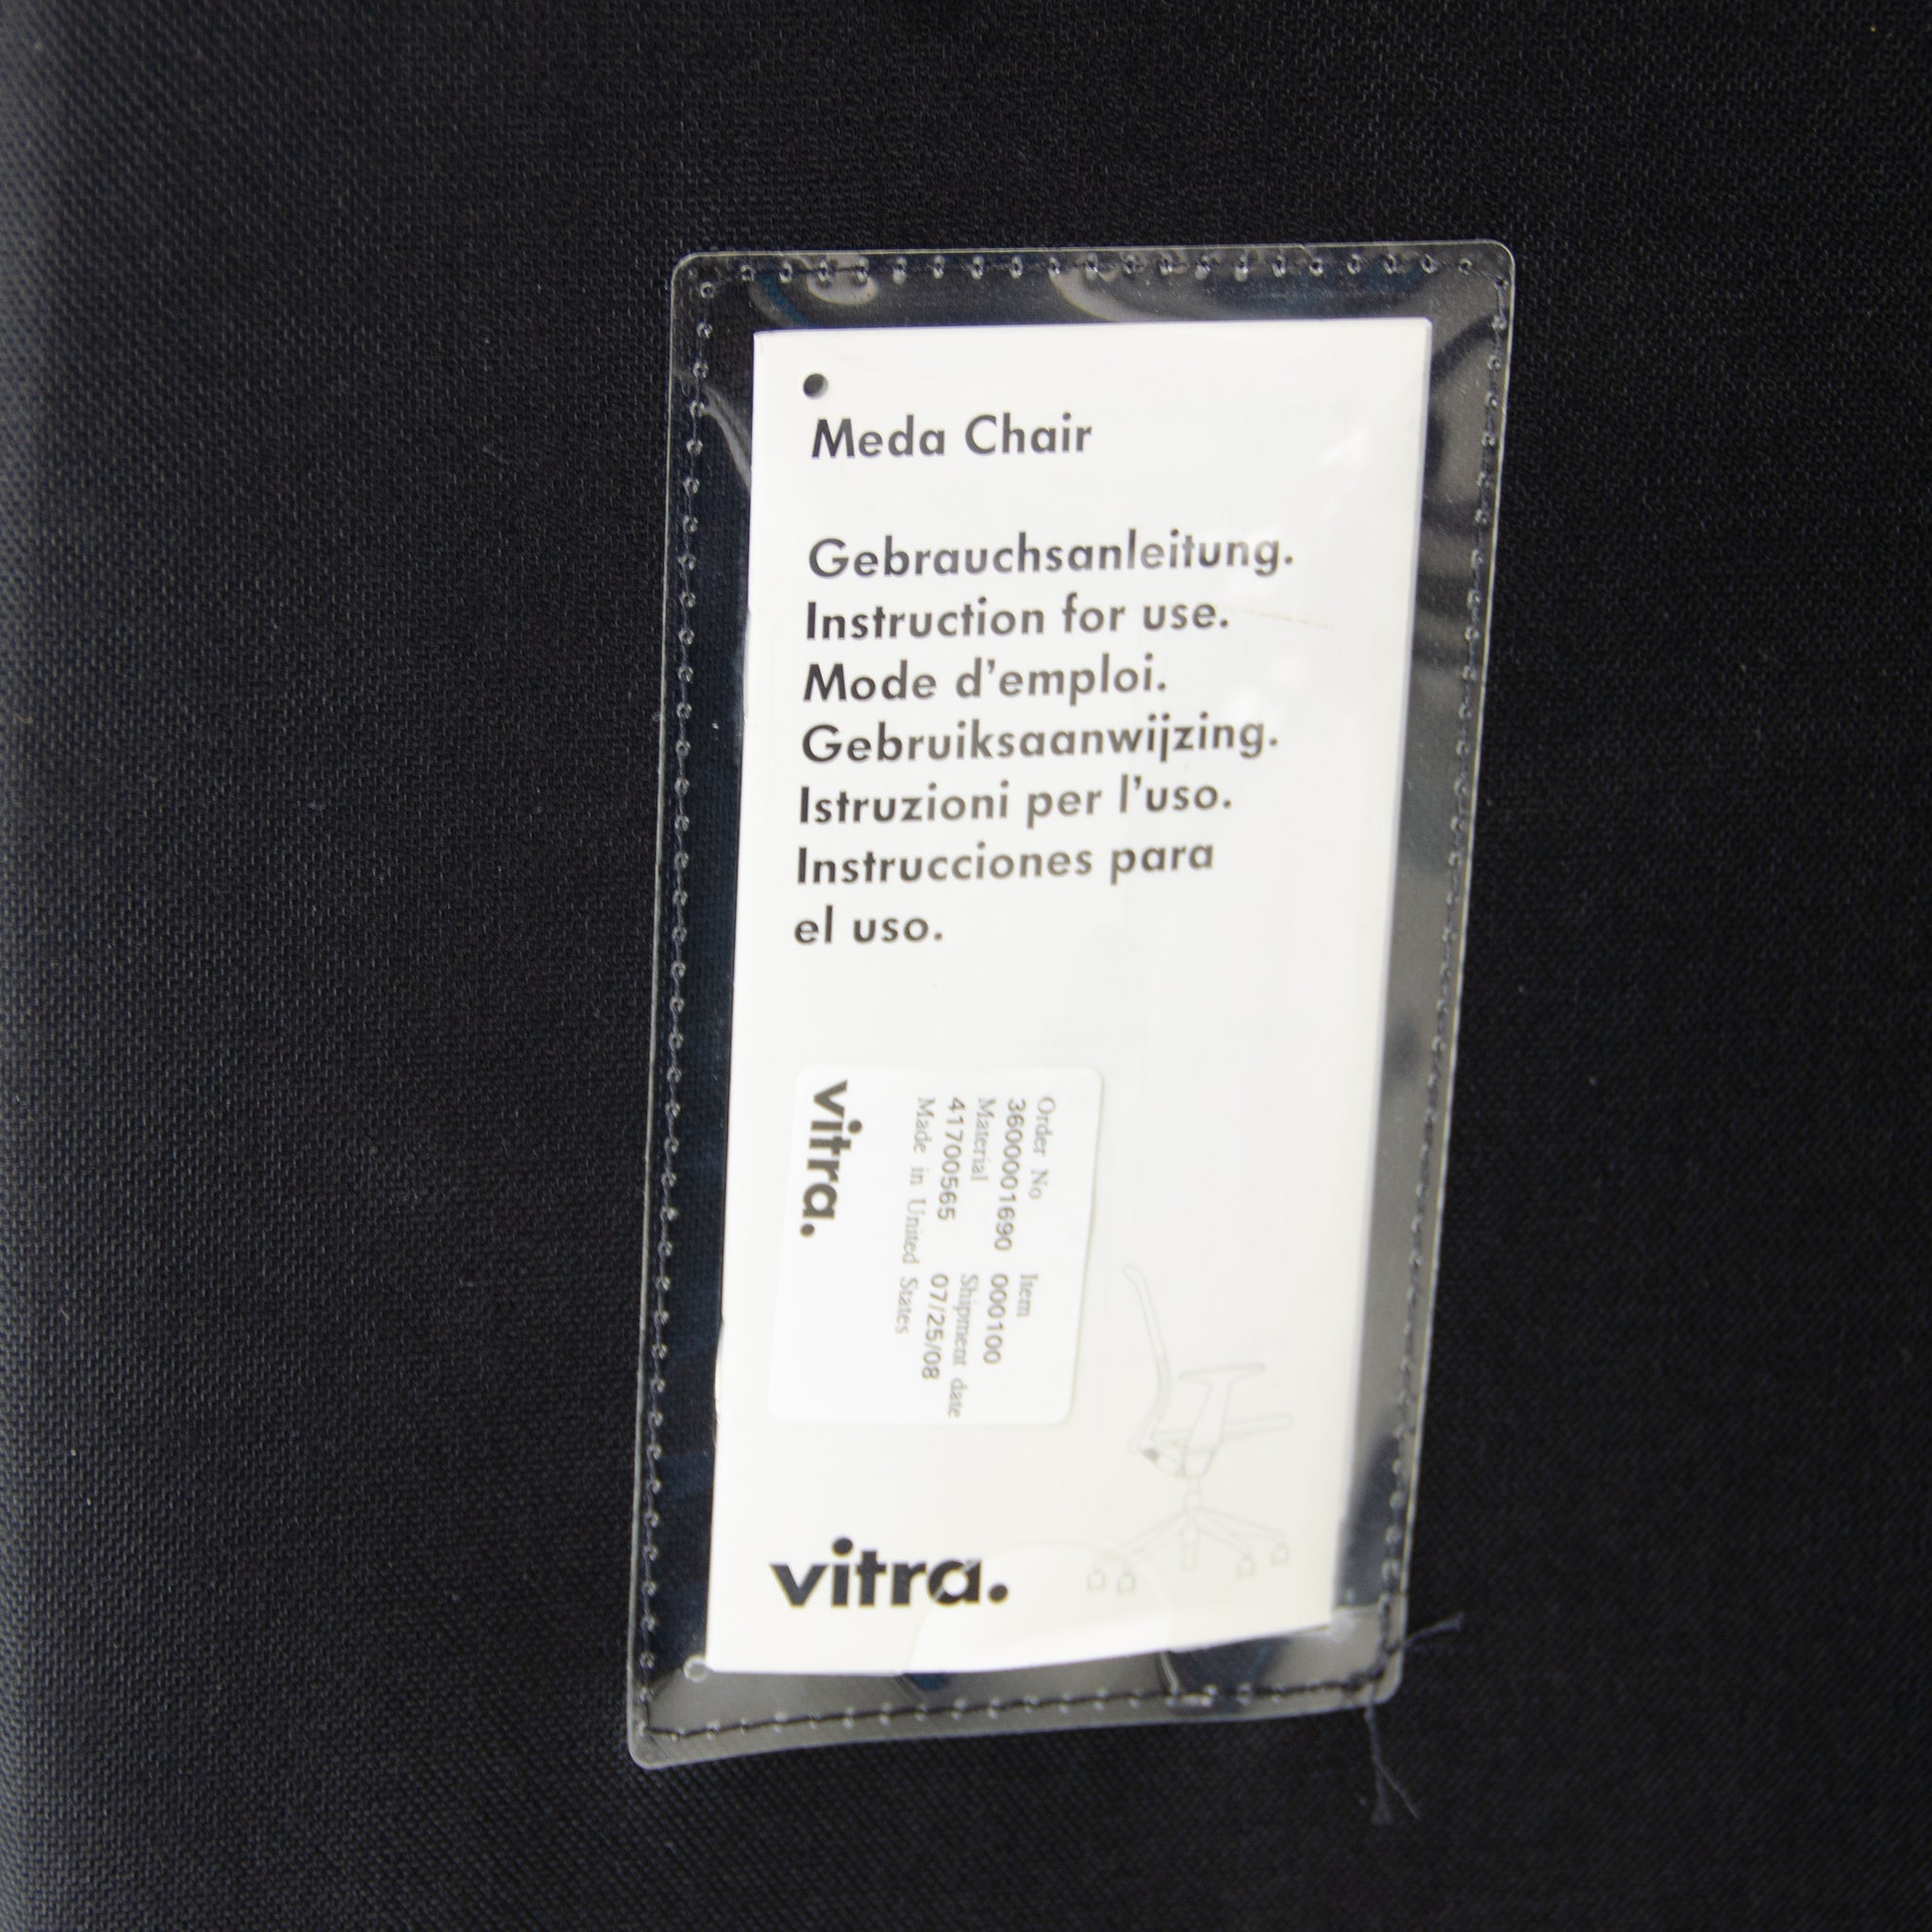 Meda Chair
Gebrauchsanleitung.
Instruction for use.
Mode d'emploi.
Gebruiksaanwijzing.
Istruzioni per l'uso.
Instrucciones para
el uso.
Order No Item
3600001690 000100
Material Shipment date
41700565 07/25/08
Made in United States
vitra.
vitra.